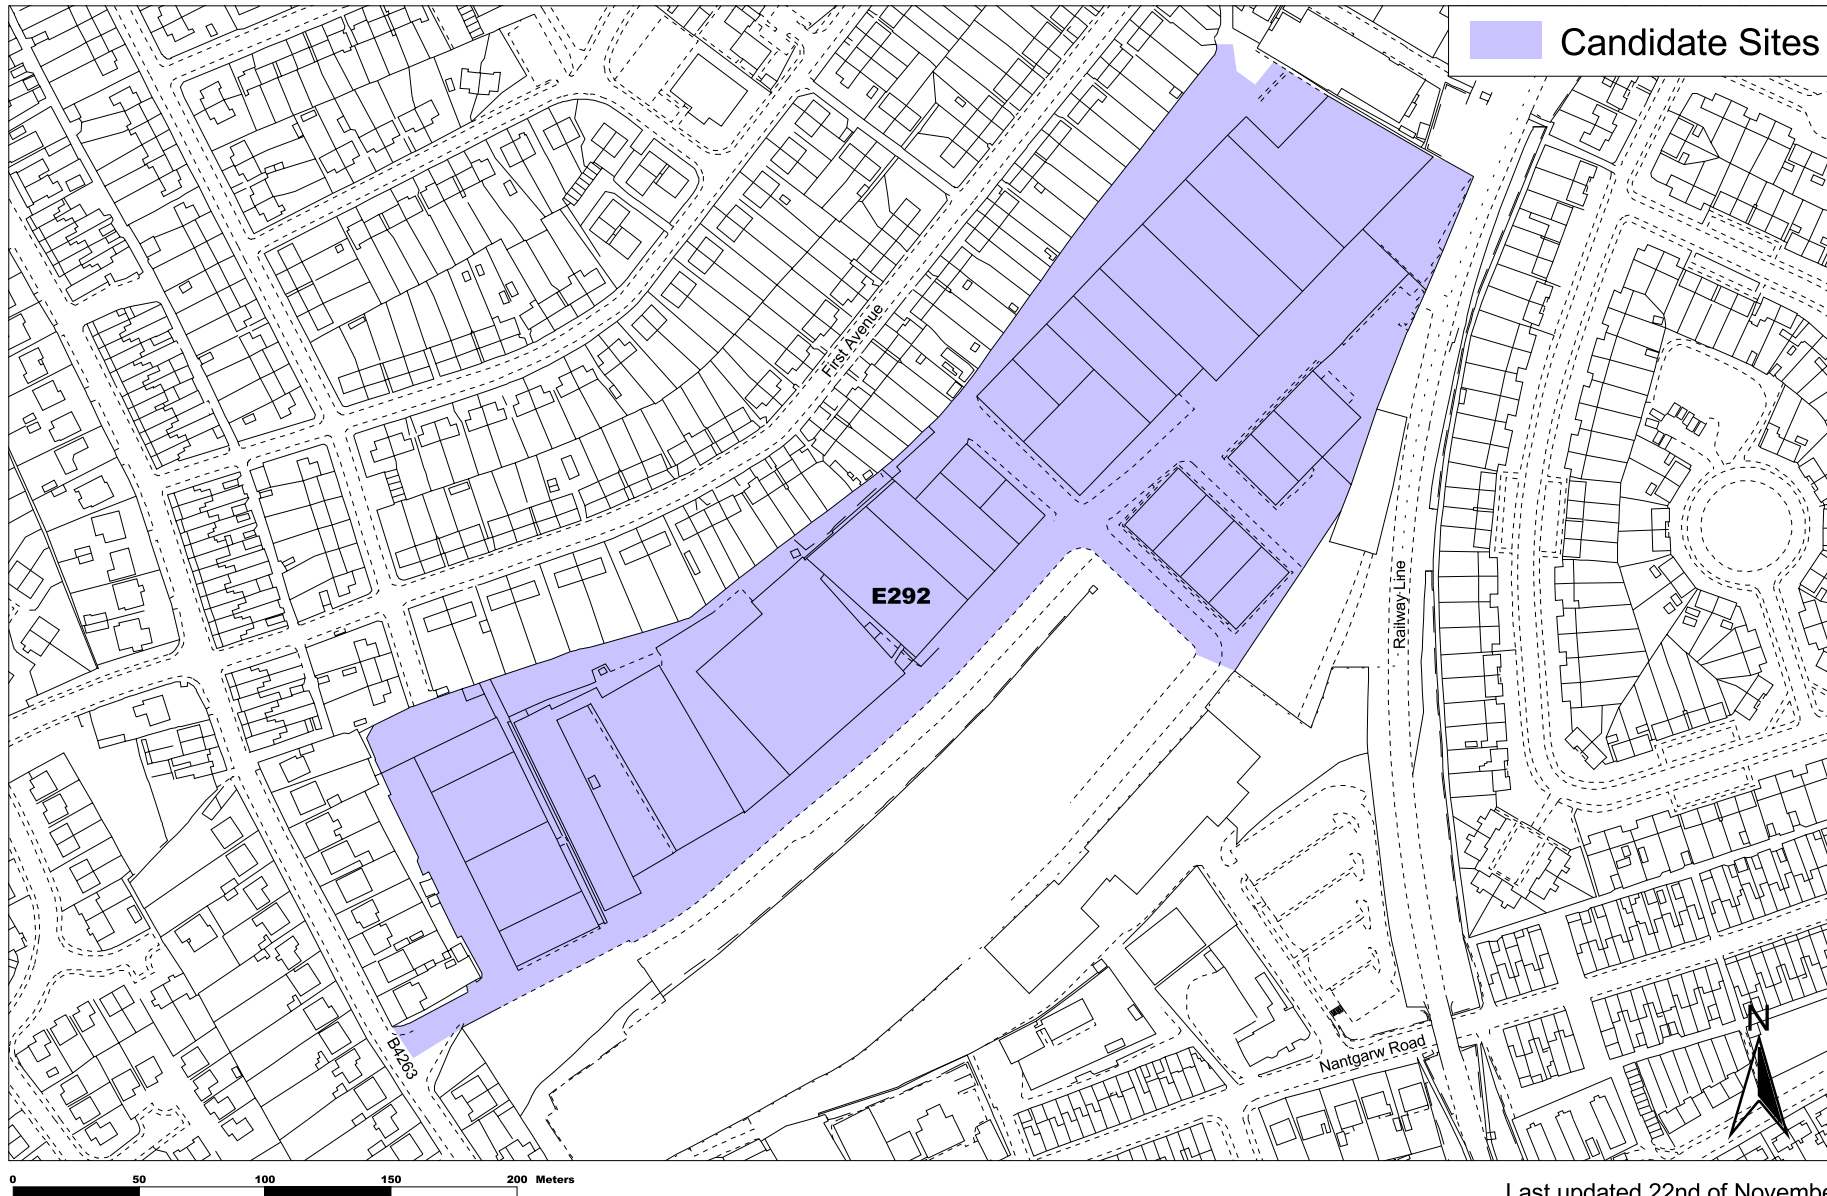 Candidate Sites
First Avenue
E292
Railway Line
B4263
Nantgarw Road
N
0 50 100 150 200 Meters
Last updated 22nd of